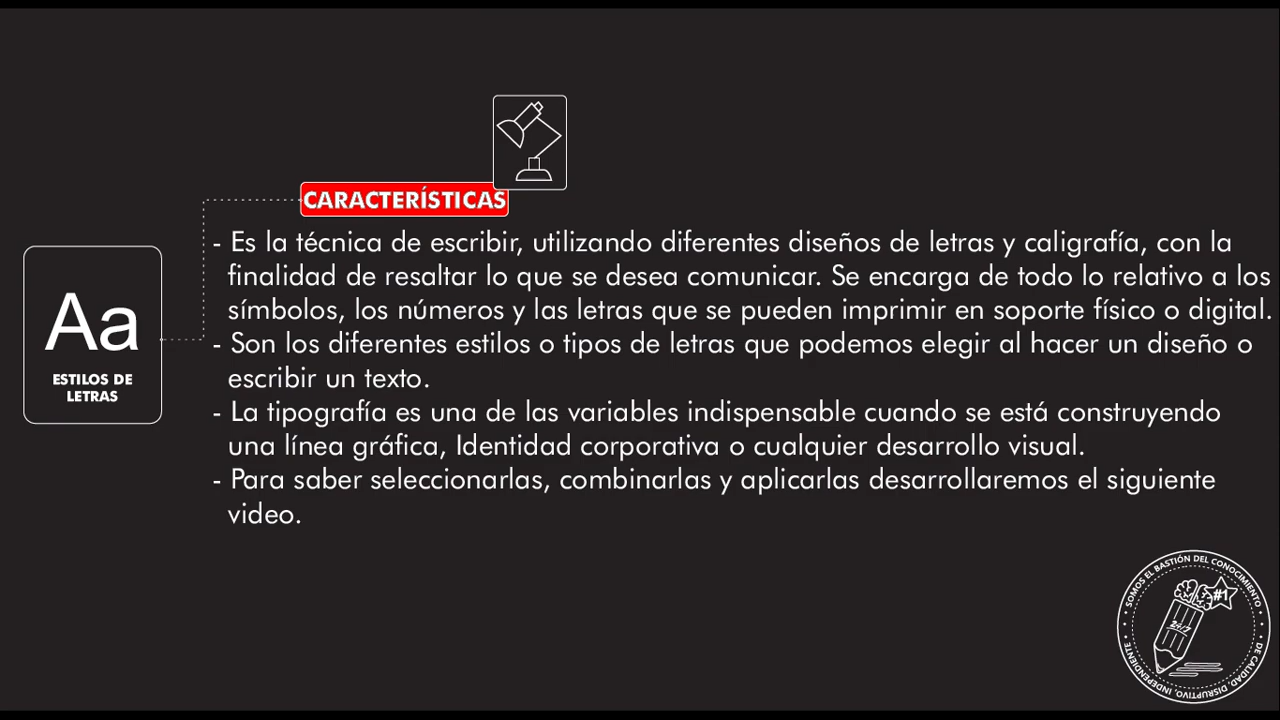 CARACTERÍSTICAS
- Es la técnica de escribir, utilizando diferentes diseños de letras y caligrafía, con la
finalidad de resaltar lo que se desea comunicar. Se encarga de todo lo relativo a los
símbolos, los números y las letras que se pueden imprimir en soporte físico o digital.
- Son los diferentes estilos o tipos de letras que podemos elegir al hacer un diseño o
escribir un texto.
- La tipografía es una de las variables indispensable cuando se está construyendo
una línea gráfica, Identidad corporativa o cualquier desarrollo visual.
- Para saber seleccionarlas, combinarlas y aplicarlas desarrollaremos el siguiente
video.
Aa
ESTILOS DE
LETRAS
SOMOS EL BASTIÓN DEL CONOCIMIENTO
DE CALIDAD, DISRUPTIVO, INDEPENDIENTE
#1
24/7